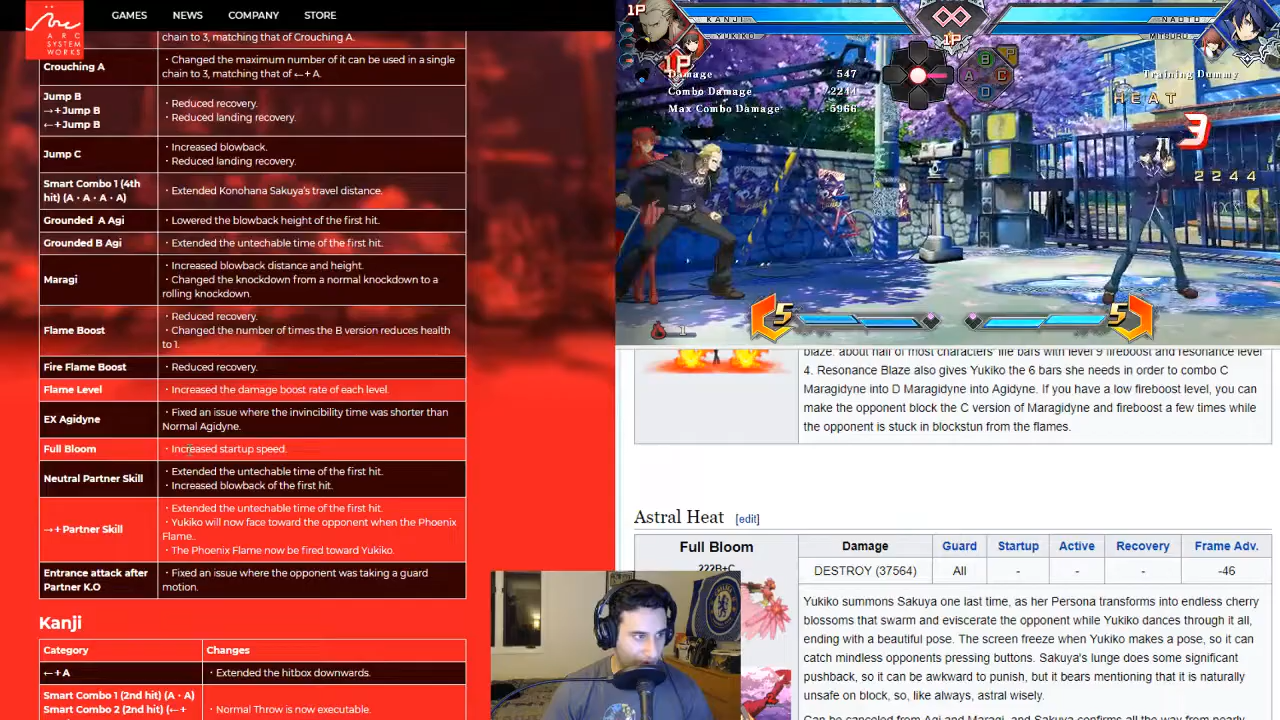 ARC
SYSTEM
WORKS
GAMES NEWS COMPANY STORE
chain to 3, matching that of Crouching A.
Crouching A
・Changed the maximum number of it can be used in a single
chain to 3, matching that of ←+ A.
Jump B
→+Jump B
←+Jump B
・Reduced recovery.
・Reduced landing recovery.
Jump C
・Increased blowback.
・Reduced landing recovery.
Smart Combo 1 (4th
hit) (A・A・A・A)
・Extended Konohana Sakuya's travel distance.
Grounded A Agi
・Lowered the blowback height of the first hit.
Grounded B Agi
・Extended the untechable time of the first hit.
Maragi
・Increased blowback distance and height.
・Changed the knockdown from a normal knockdown to a
rolling knockdown.
Flame Boost
・Reduced recovery.
・Changed the number of times the B version reduces health
to 1.
Fire Flame Boost
・Reduced recovery.
Flame Level
・Increased the damage boost rate of each level.
EX Agidyne
・Fixed an issue where the invincibility time was shorter than
Normal Agidyne.
Full Bloom
・Increased startup speed.
Neutral Partner Skill
・Extended the untechable time of the first hit.
・Increased blowback of the first hit.
→+Partner Skill
・Extended the untechable time of the first hit.
・Yukiko will now face toward the opponent when the Phoenix
Flame..
・The Phoenix Flame now be fired toward Yukiko.
Entrance attack after
Partner K.O
・Fixed an issue where the opponent was taking a guard
motion.
Kanji
Category Changes
←+A
・Extended the hitbox downwards.
Smart Combo 1 (2nd hit) (A・A)
Smart Combo 2 (2nd hit) (←+
・Normal Throw is now executable.
1P
KANJI
YUKIKO
NAOTO
MITSURU
1P
1P
Damage 547
Combo Damage 2244
Max Combo Damage 5966
A B C D P
Training Dummy
HEAT
3
2244
1
5
5
blaze. about half of most characters' life bars with level 9 fireboost and resonance level
4. Resonance Blaze also gives Yukiko the 6 bars she needs in order to combo C
Maragidyne into D Maragidyne into Agidyne. If you have a low fireboost level, you can
make the opponent block the C version of Maragidyne and fireboost a few times while
the opponent is stuck in blockstun from the flames.
Astral Heat [edit]
Full Bloom
222B+C
Damage Guard Startup Active Recovery Frame Adv.
DESTROY (37564) All - - - -46
Yukiko summons Sakuya one last time, as her Persona transforms into endless cherry
blossoms that swarm and eviscerate the opponent while Yukiko dances through it all,
ending with a beautiful pose. The screen freeze when Yukiko makes a pose, so it can
catch mindless opponents pressing buttons. Sakuya's lunge does some significant
pushback, so it can be awkward to punish, but it bears mentioning that it is naturally
unsafe on block, so, like always, astral wisely.
Can be canceled from Agi and Maragi, and Sakuya confirms all the way from nearly